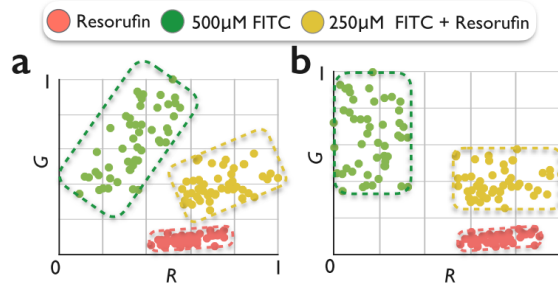 Resorufin 500µM FITC 250µM FITC + Resorufin
a b
1 1
G G
0 R 1 0 R